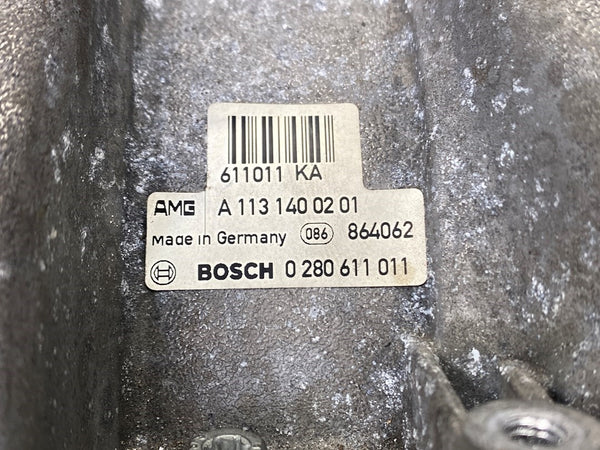 611011 KA
AMG A 113 140 02 01
Made in Germany 086 864062
BOSCH 0 280 611 011